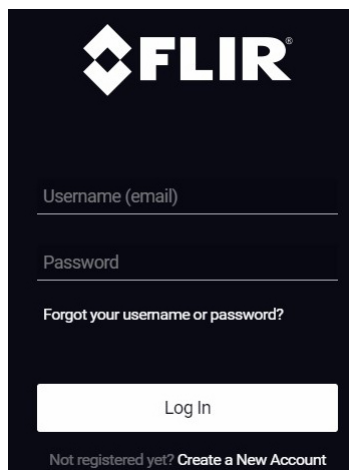 FLIR®
Username (email)
Password
Forgot your username or password?
Log In
Not registered yet? Create a New Account